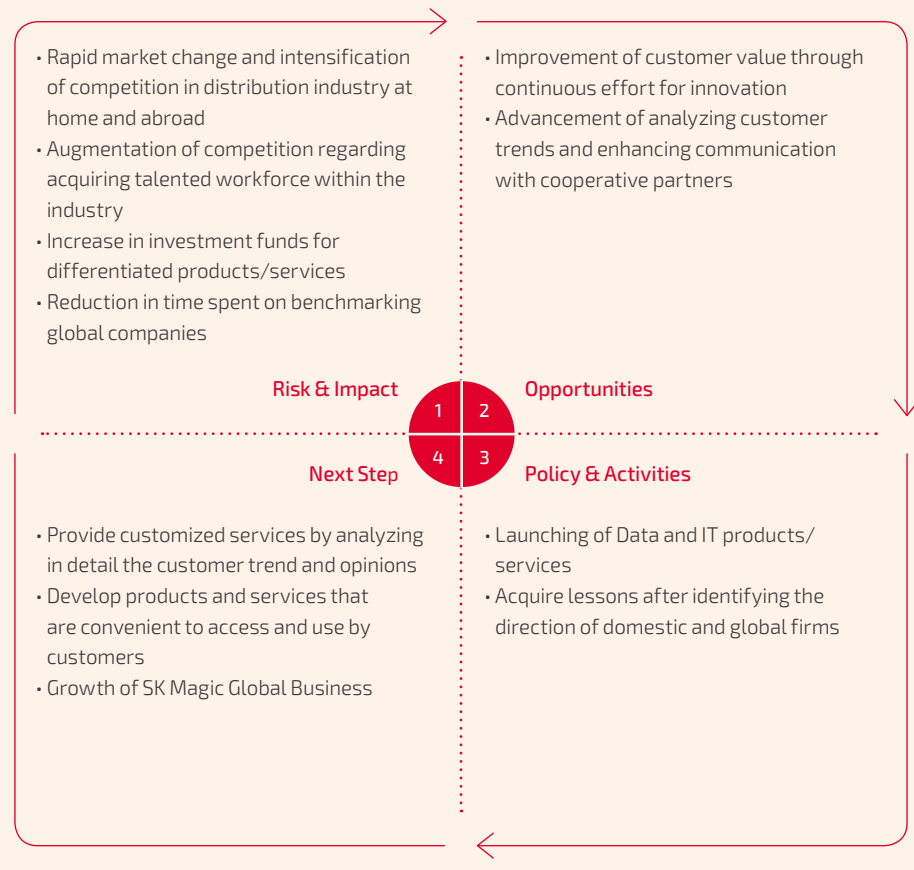 • Rapid market change and intensification
of competition in distribution industry at
home and abroad
• Augmentation of competition regarding
acquiring talented workforce within the
industry
• Increase in investment funds for
differentiated products/services
• Reduction in time spent on benchmarking
global companies
Risk & Impact
1
• Improvement of customer value through
continuous effort for innovation
• Advancement of analyzing customer
trends and enhancing communication
with cooperative partners
2
Opportunities
3
Policy & Activities
• Launching of Data and IT products/
services
• Acquire lessons after identifying the
direction of domestic and global firms
4
Next Step
• Provide customized services by analyzing
in detail the customer trend and opinions
• Develop products and services that
are convenient to access and use by
customers
• Growth of SK Magic Global Business